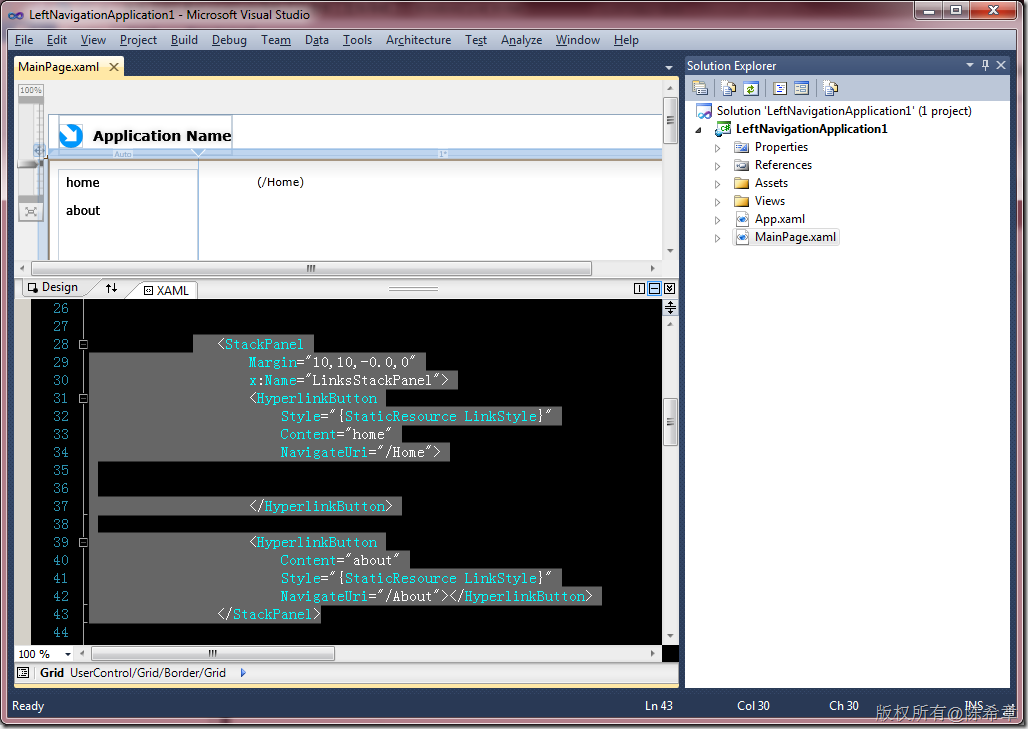 LeftNavigationApplication1 - Microsoft Visual Studio
File Edit View Project Build Debug Team Data Tools Architecture Test Analyze Window Help
MainPage.xaml
100%
Application Name
Auto 1*
home (/Home)
about
Design XAML
26
27
28 <StackPanel
29 Margin="10,10,-0.0,0"
30 x:Name="LinksStackPanel">
31 <HyperlinkButton
32 Style="{StaticResource LinkStyle}"
33 Content="home"
34 NavigateUri="/Home">
35
36
37 </HyperlinkButton>
38
39 <HyperlinkButton
40 Content="about"
41 Style="{StaticResource LinkStyle}"
42 NavigateUri="/About"></HyperlinkButton>
43 </StackPanel>
44
100 %
Grid UserControl/Grid/Border/Grid
Solution Explorer
Solution 'LeftNavigationApplication1' (1 project)
LeftNavigationApplication1
Properties
References
Assets
Views
App.xaml
MainPage.xaml
Ready Ln 43 Col 30 Ch 30 INS
版权所有@陈希章